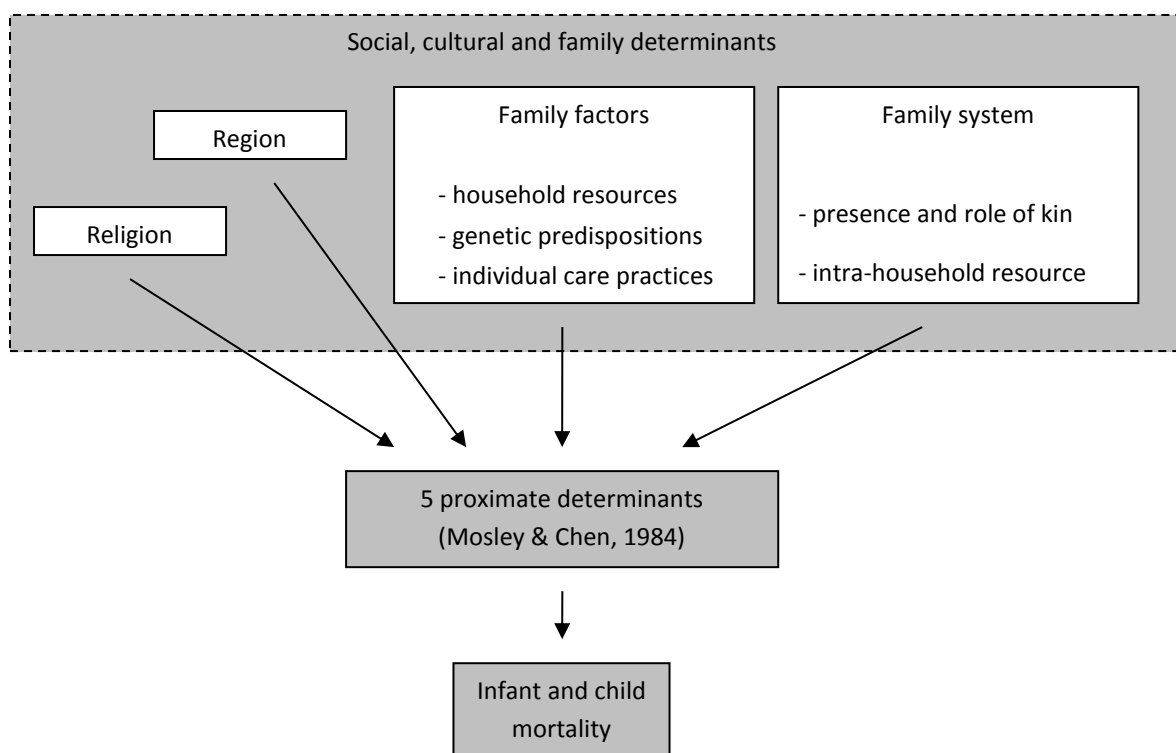 Social, cultural and family determinants
Region
Religion
Family factors
- household resources
- genetic predispositions
- individual care practices
Family system
- presence and role of kin
- intra-household resource
5 proximate determinants
(Mosley & Chen, 1984)
Infant and child
mortality